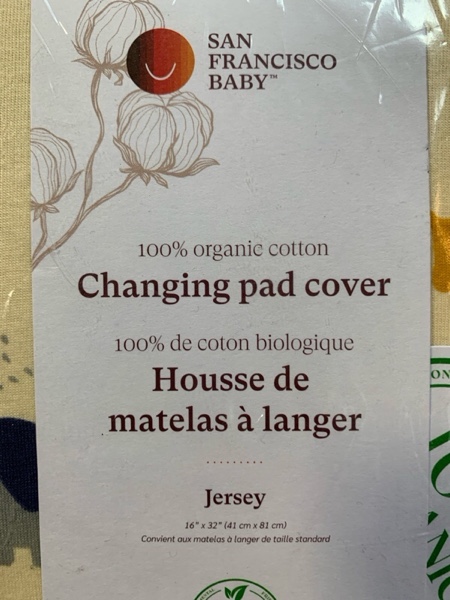 SAN
FRANCISCO
BABY™
100% organic cotton
Changing pad cover
100% de coton biologique
Housse de
matelas à langer
Jersey
16" x 32" (41 cm x 81 cm)
Convient aux matelas à langer de taille standard